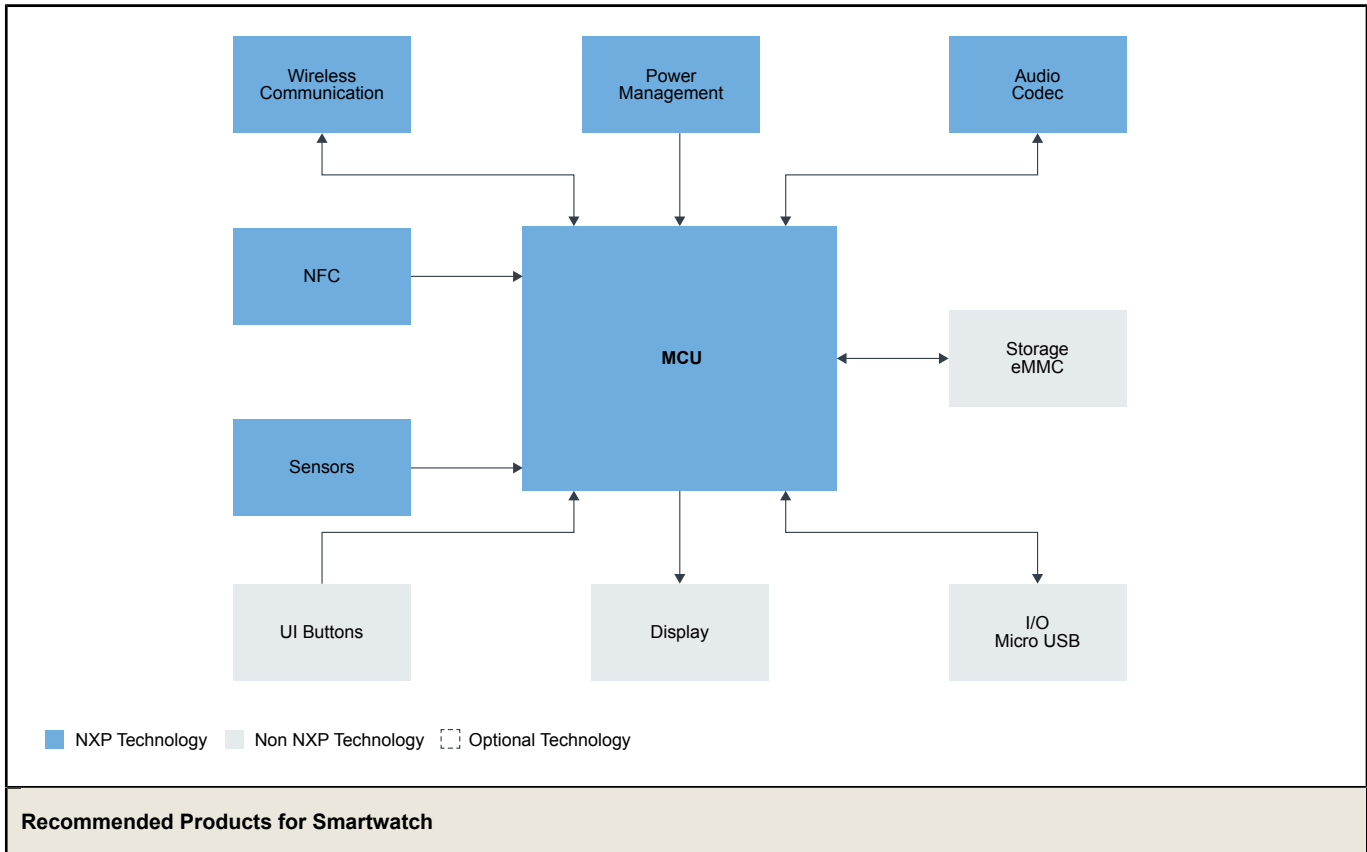 Wireless
Communication
Power
Management
Audio
Codec
NFC
MCU
Storage
eMMC
Sensors
UI Buttons
Display
I/O
Micro USB
NXP Technology
Non NXP Technology
Optional Technology
Recommended Products for Smartwatch